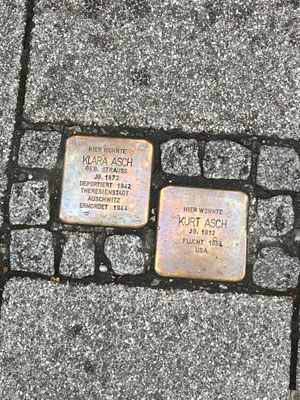 HIER WOHNTE
KLARA ASCH
GEB. STRAUSS
JG. 1872
DEPORTIERT 1942
THERESIENSTADT
AUSCHWITZ
ERMORDET 1944
HIER WOHNTE
KURT ASCH
JG. 1912
FLUCHT 1939
USA